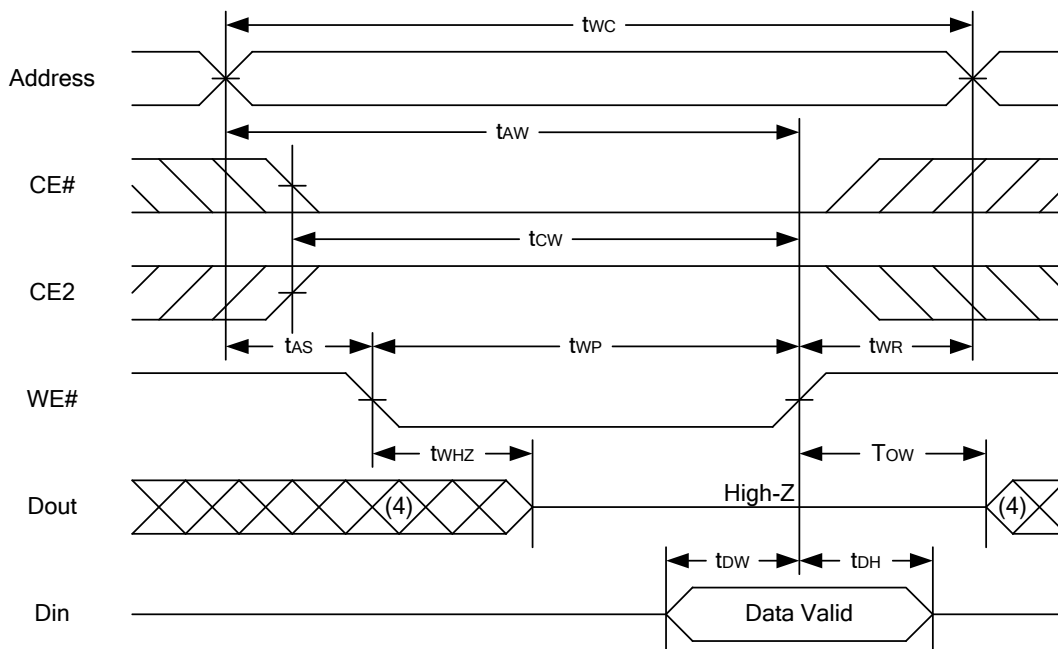 tWC
Address
tAW
CE#
tCW
CE2
tAS tWP tWR
WE#
tWHZ TOW
Dout (4) High-Z (4)
tDW tDH
Din Data Valid